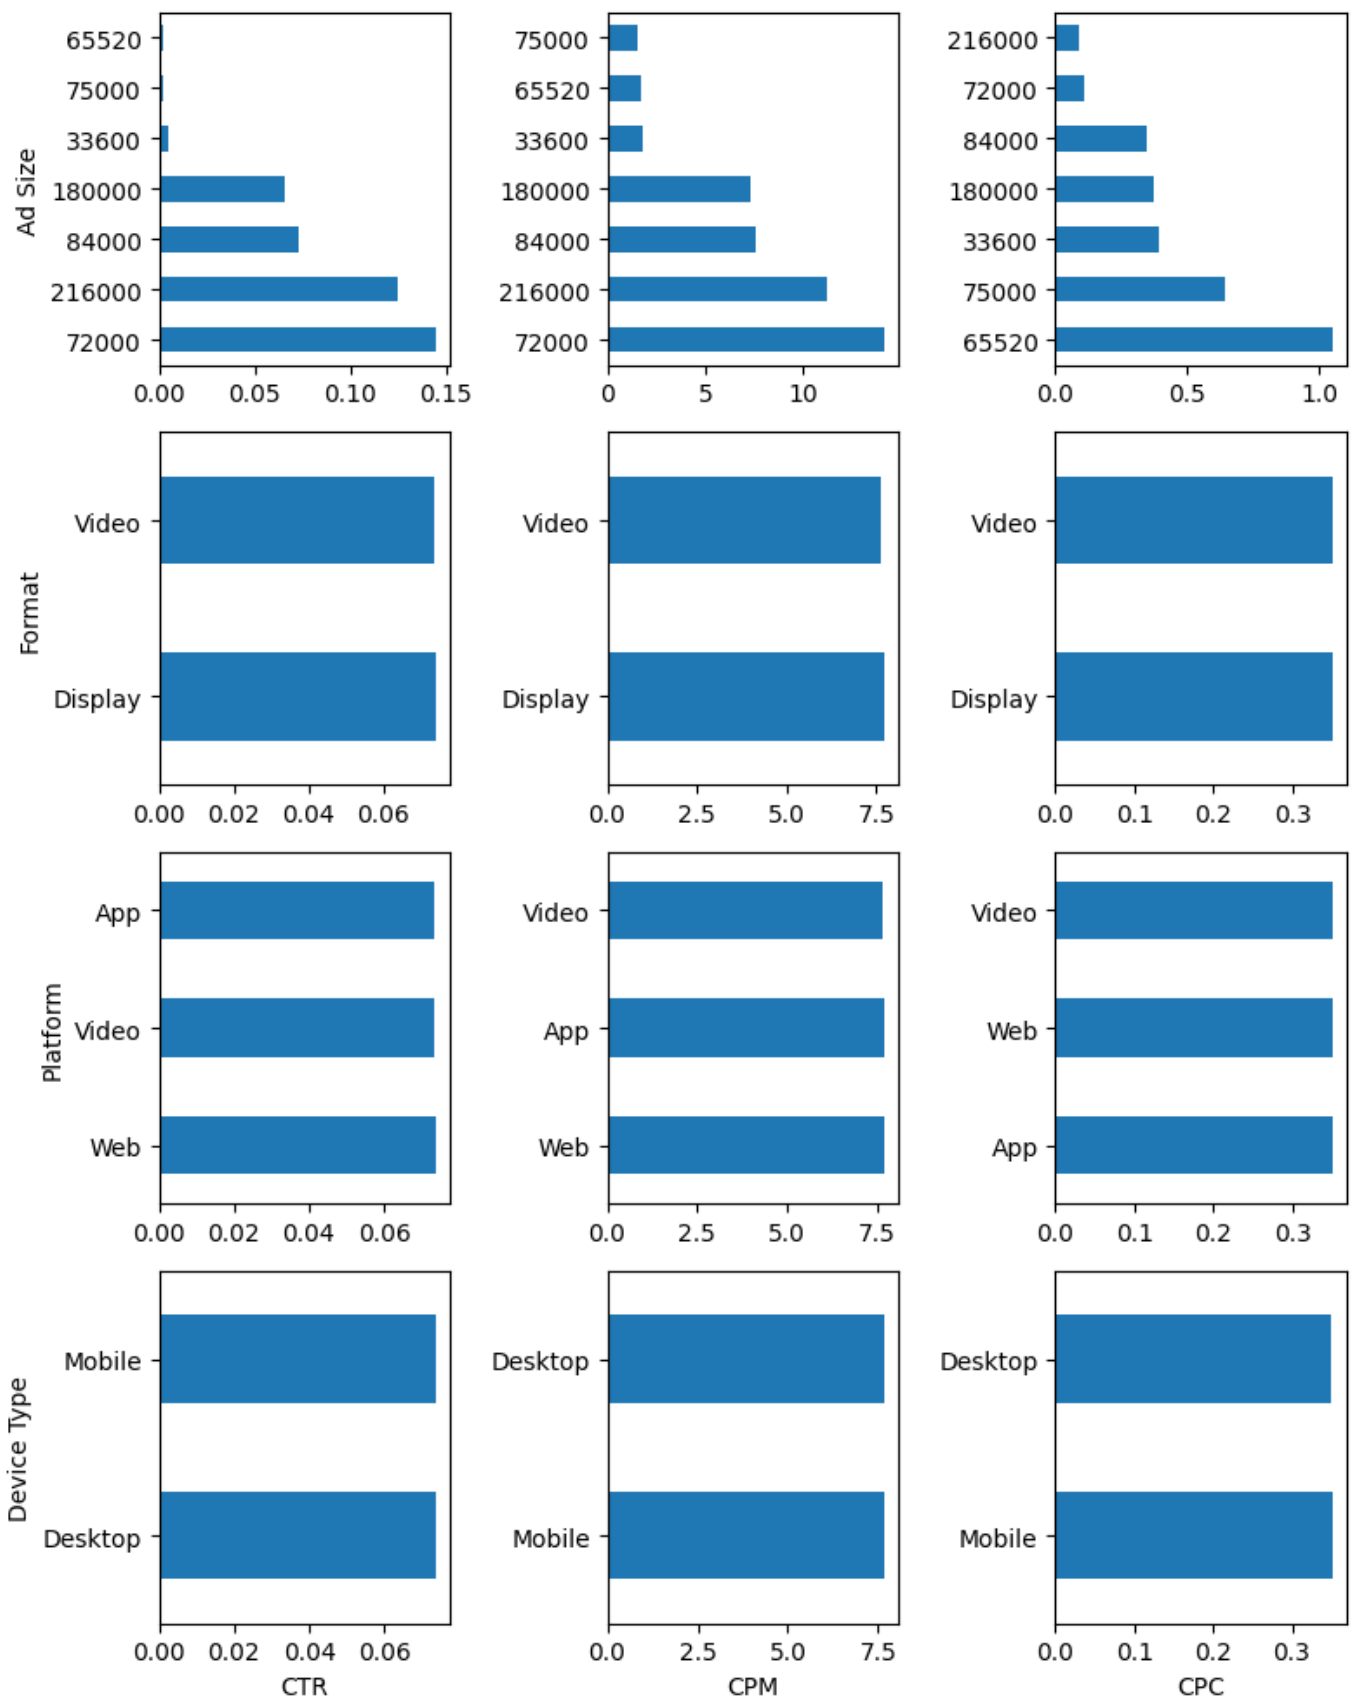 Ad Size
65520
75000
33600
180000
84000
216000
72000
0.00 0.05 0.10 0.15
75000
65520
33600
180000
84000
216000
72000
0 5 10
216000
72000
84000
180000
33600
75000
65520
0.0 0.5 1.0
Format
Video
Display
0.00 0.02 0.04 0.06
Video
Display
0.0 2.5 5.0 7.5
Video
Display
0.0 0.1 0.2 0.3
Platform
App
Video
Web
0.00 0.02 0.04 0.06
Video
App
Web
0.0 2.5 5.0 7.5
Video
Web
App
0.0 0.1 0.2 0.3
Device Type
Mobile
Desktop
0.00 0.02 0.04 0.06
CTR
Desktop
Mobile
0.0 2.5 5.0 7.5
CPM
Desktop
Mobile
0.0 0.1 0.2 0.3
CPC